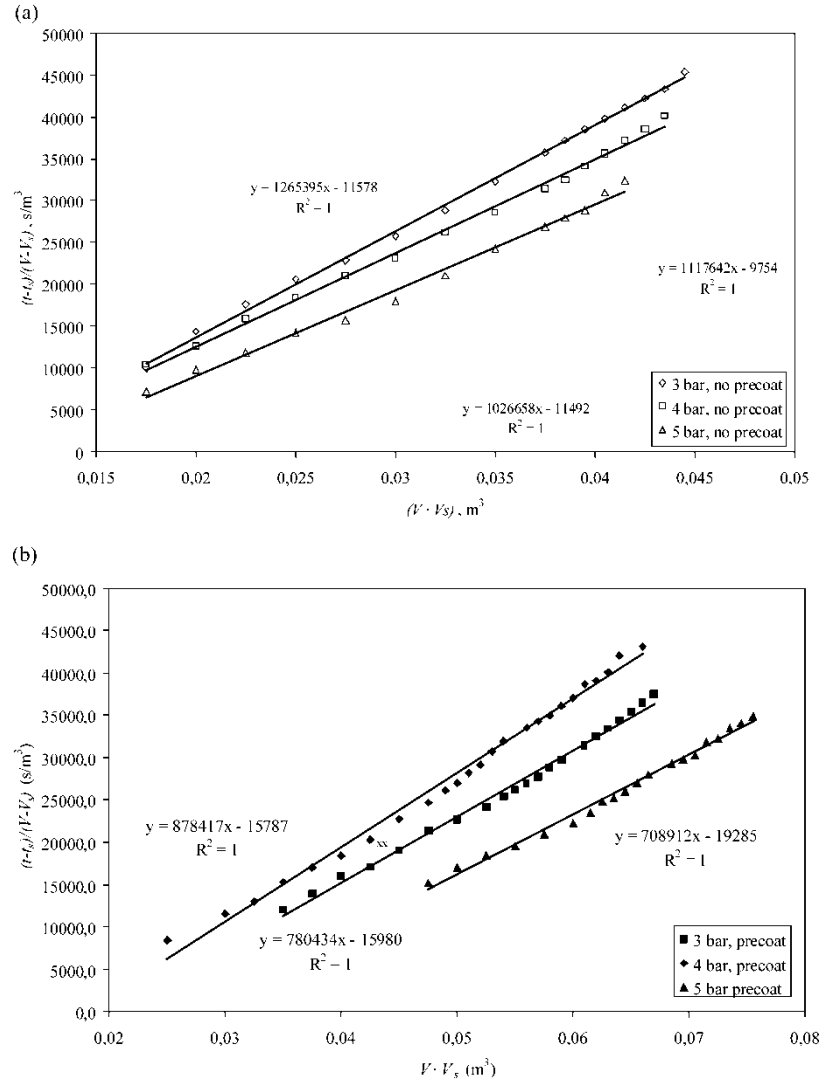 (a)
50000
45000
40000
35000
30000
25000
20000
15000
10000
5000
0
(t-ts)/(V-Vs), s/m³
y = 1265395x - 11578
R² = 1
y = 1117642x - 9754
R² = 1
y = 1026658x - 11492
R² = 1
3 bar, no precoat
4 bar, no precoat
5 bar, no precoat
0,015 0,02 0,025 0,03 0,035 0,04 0,045 0,05
(V - Vs), m³
(b)
50000,0
45000,0
40000,0
35000,0
30000,0
25000,0
20000,0
15000,0
10000,0
5000,0
0,0
(t-ts)/(V-Vs) (s/m³)
y = 878417x - 15787
R² = 1
xx
y = 708912x - 19285
R² = 1
y = 780434x - 15980
R² = 1
3 bar, precoat
4 bar, precoat
5 bar precoat
0,02 0,03 0,04 0,05 0,06 0,07 0,08
V - Vs (m³)